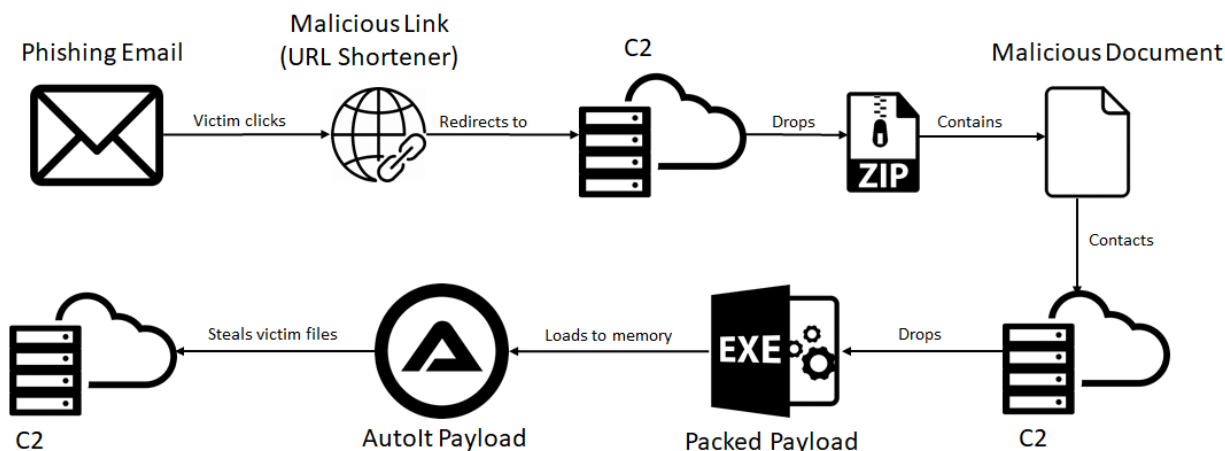 Phishing Email
Malicious Link
(URL Shortener)
C2
Malicious Document
Victim clicks
Redirects to
Drops
ZIP
Contains
Contacts
Steals victim files
Loads to memory
EXE
Drops
C2
AutoIt Payload
Packed Payload
C2